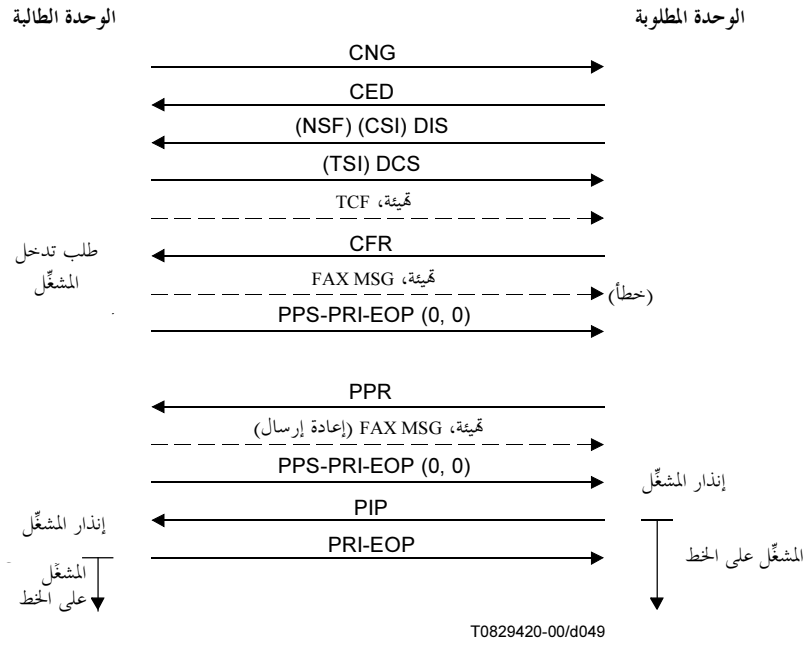 الوحدة المطلوبة
الوحدة الطالبة
CNG
CED
(NSF) (CSI) DIS
(TSI) DCS
تهيئة، TCF
CFR
طلب تدخل
المشغِّل
تهيئة، FAX MSG
(خطأ)
PPS-PRI-EOP (0, 0)
PPR
تهيئة، FAX MSG (إعادة إرسال)
PPS-PRI-EOP (0, 0)
إنذار المشغِّل
PIP
إنذار المشغِّل
PRI-EOP
المشغِّل على الخط
المشغِّل
على الخط
T0829420-00/d049